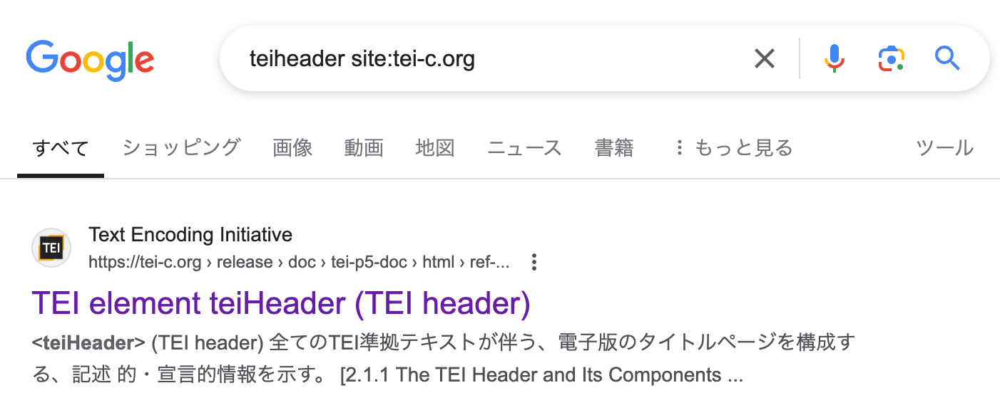 Google
teiheader site:tei-c.org
すべて ショッピング 画像 動画 地図 ニュース 書籍 もっと見る ツール
TEI
Text Encoding Initiative
https://tei-c.org › release › doc › tei-p5-doc › html › ref-...
TEI element teiHeader (TEI header)
<teiHeader> (TEI header) 全てのTEI準拠テキストが伴う、電子版のタイトルページを構成す
る、記述 的・宣言的情報を示す。 [2.1.1 The TEI Header and Its Components ...